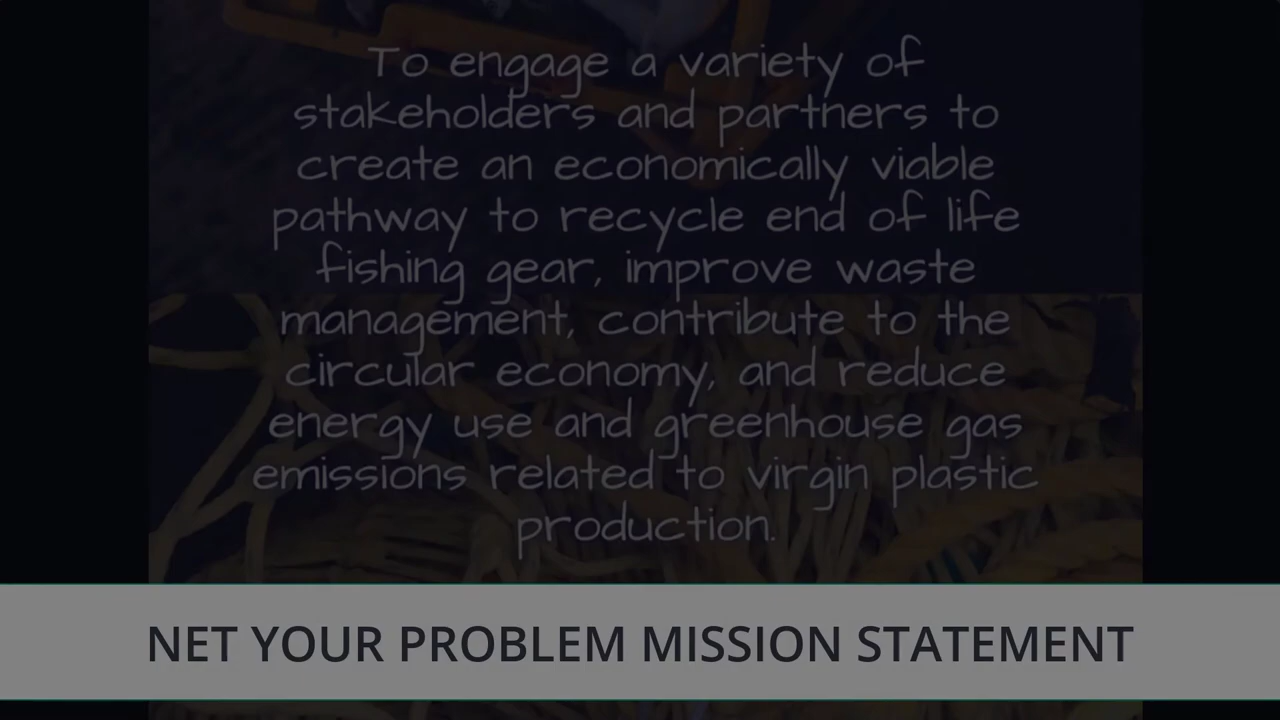 To engage a variety of
stakeholders and partners to
create an economically viable
pathway to recycle end of life
fishing gear, improve waste
management, contribute to the
circular economy, and reduce
energy use and greenhouse gas
emissions related to virgin plastic
production.
NET YOUR PROBLEM MISSION STATEMENT